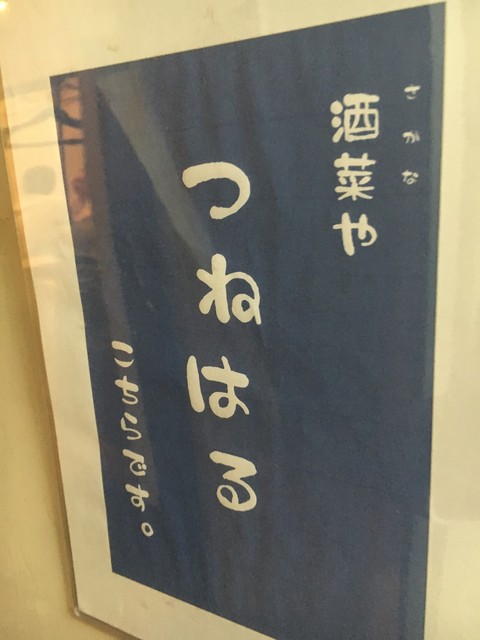 さかな
酒菜や
つねはる
こちらです。